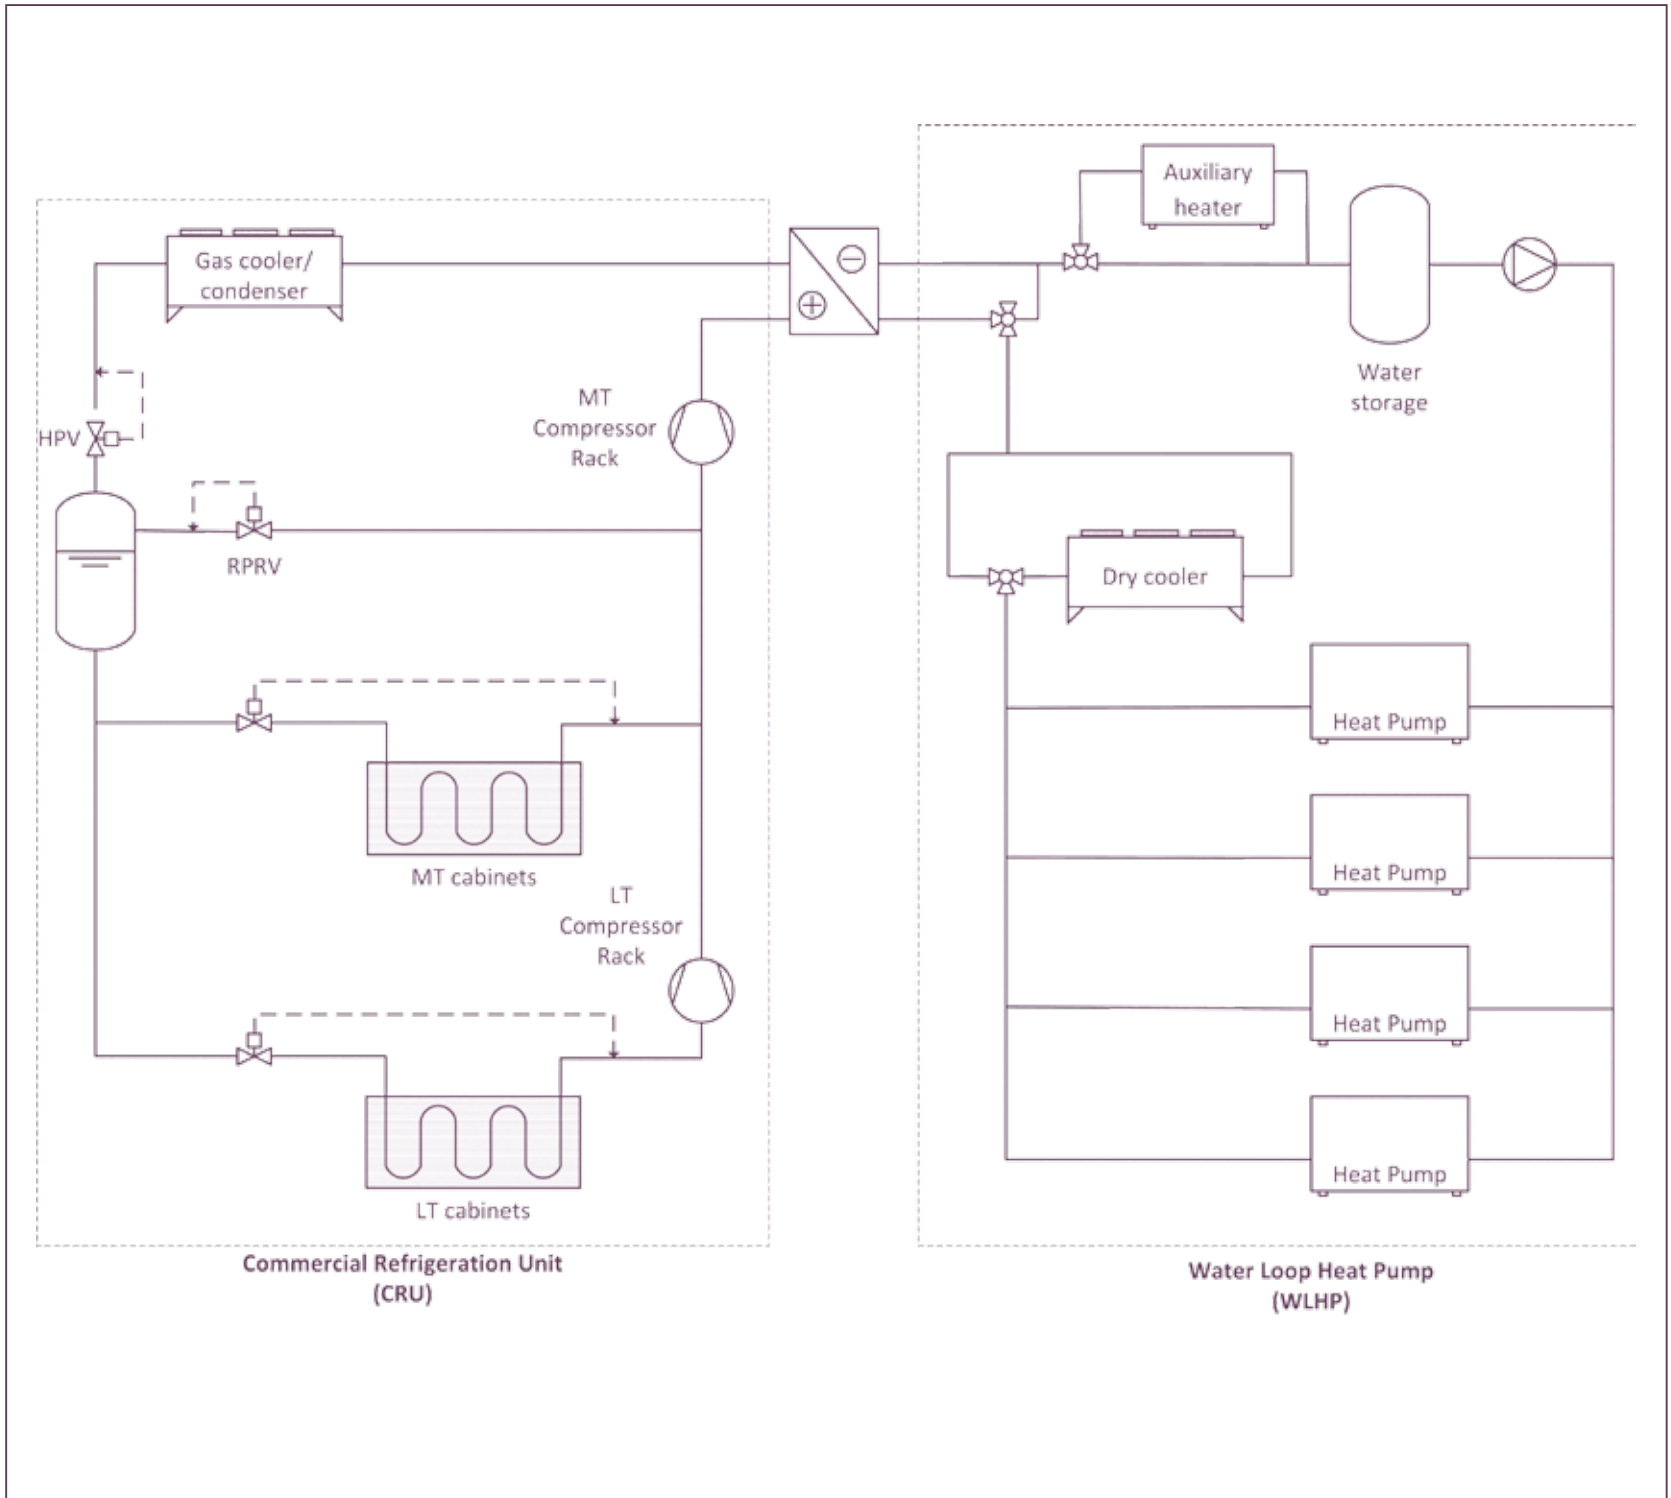 Auxiliary
heater
Gas cooler/
condenser
Water
storage
MT
Compressor
Rack
HPV
RPRV
Dry cooler
Heat Pump
MT cabinets
Heat Pump
LT
Compressor
Rack
Heat Pump
Heat Pump
LT cabinets
Commercial Refrigeration Unit
(CRU)
Water Loop Heat Pump
(WLHP)